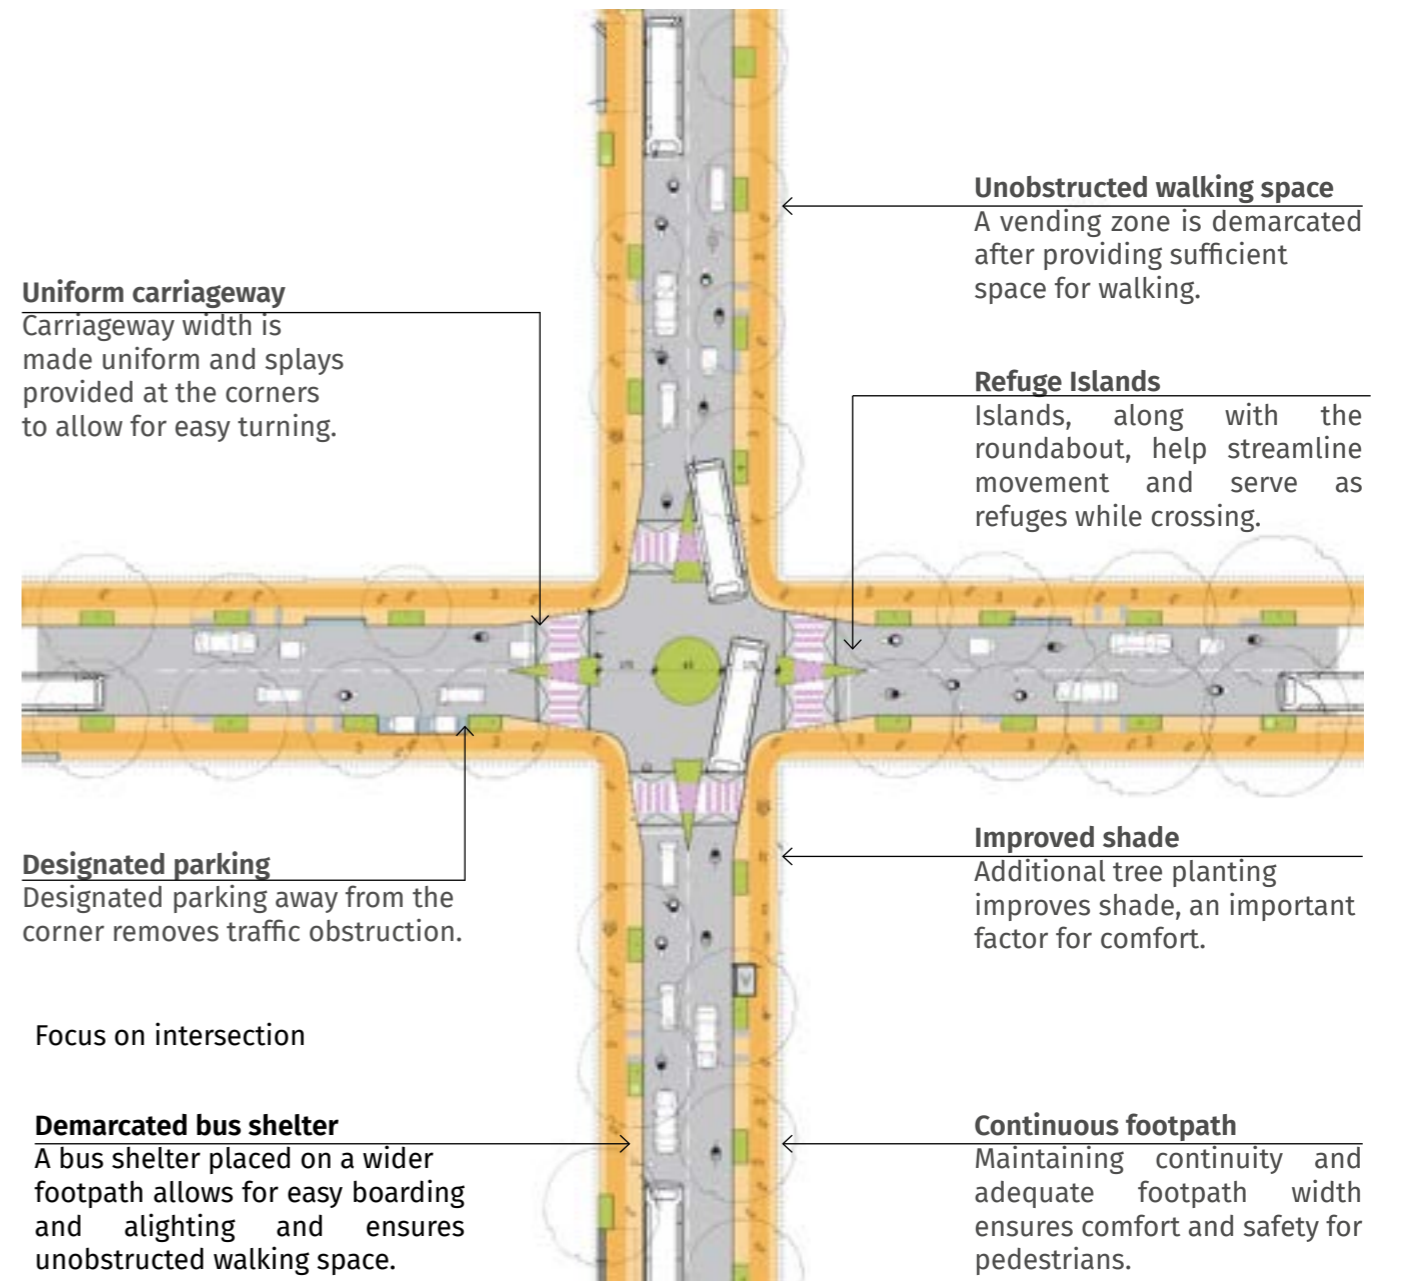 Uniform carriageway
Carriageway width is
made uniform and splays
provided at the corners
to allow for easy turning.
Designated parking
Designated parking away from the
corner removes traffic obstruction.
Focus on intersection
Demarcated bus shelter
A bus shelter placed on a wider
footpath allows for easy boarding
and alighting and ensures
unobstructed walking space.
Unobstructed walking space
A vending zone is demarcated
after providing sufficient
space for walking.
Refuge Islands
Islands, along with the
roundabout, help streamline
movement and serve as
refuges while crossing.
Improved shade
Additional tree planting
improves shade, an important
factor for comfort.
Continuous footpath
Maintaining continuity and
adequate footpath width
ensures comfort and safety for
pedestrians.